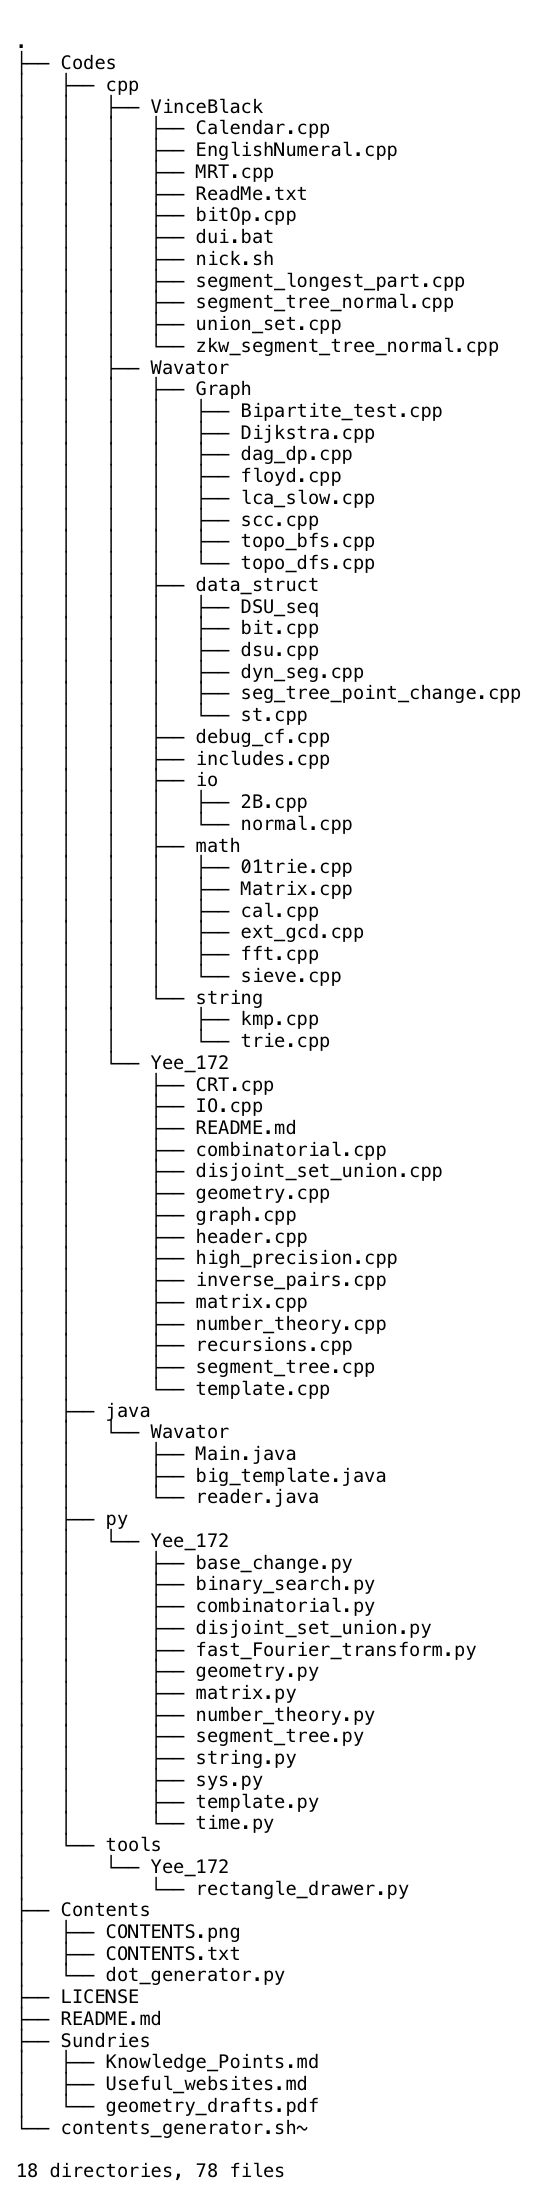 .
├── Codes
│   ├── cpp
│   │   ├── VinceBlack
│   │   │   ├── Calendar.cpp
│   │   │   ├── EnglishNumeral.cpp
│   │   │   ├── MRT.cpp
│   │   │   ├── ReadMe.txt
│   │   │   ├── bitOp.cpp
│   │   │   ├── dui.bat
│   │   │   ├── nick.sh
│   │   │   ├── segment_longest_part.cpp
│   │   │   ├── segment_tree_normal.cpp
│   │   │   ├── union_set.cpp
│   │   │   └── zkw_segment_tree_normal.cpp
│   │   ├── Wavator
│   │   │   ├── Graph
│   │   │   │   ├── Bipartite_test.cpp
│   │   │   │   ├── Dijkstra.cpp
│   │   │   │   ├── dag_dp.cpp
│   │   │   │   ├── floyd.cpp
│   │   │   │   ├── lca_slow.cpp
│   │   │   │   ├── scc.cpp
│   │   │   │   ├── topo_bfs.cpp
│   │   │   │   └── topo_dfs.cpp
│   │   │   ├── data_struct
│   │   │   │   ├── DSU_seq
│   │   │   │   ├── bit.cpp
│   │   │   │   ├── dsu.cpp
│   │   │   │   ├── dyn_seg.cpp
│   │   │   │   ├── seg_tree_point_change.cpp
│   │   │   │   └── st.cpp
│   │   │   ├── debug_cf.cpp
│   │   │   ├── includes.cpp
│   │   │   ├── io
│   │   │   │   ├── 2B.cpp
│   │   │   │   └── normal.cpp
│   │   │   ├── math
│   │   │   │   ├── 01trie.cpp
│   │   │   │   ├── Matrix.cpp
│   │   │   │   ├── cal.cpp
│   │   │   │   ├── ext_gcd.cpp
│   │   │   │   ├── fft.cpp
│   │   │   │   └── sieve.cpp
│   │   │   └── string
│   │   │       ├── kmp.cpp
│   │   │       └── trie.cpp
│   │   └── Yee_172
│   │       ├── CRT.cpp
│   │       ├── IO.cpp
│   │       ├── README.md
│   │       ├── combinatorial.cpp
│   │       ├── disjoint_set_union.cpp
│   │       ├── geometry.cpp
│   │       ├── graph.cpp
│   │       ├── header.cpp
│   │       ├── high_precision.cpp
│   │       ├── inverse_pairs.cpp
│   │       ├── matrix.cpp
│   │       ├── number_theory.cpp
│   │       ├── recursions.cpp
│   │       ├── segment_tree.cpp
│   │       └── template.cpp
│   ├── java
│   │   └── Wavator
│   │       ├── Main.java
│   │       ├── big_template.java
│   │       └── reader.java
│   ├── py
│   │   └── Yee_172
│   │       ├── base_change.py
│   │       ├── binary_search.py
│   │       ├── combinatorial.py
│   │       ├── disjoint_set_union.py
│   │       ├── fast_Fourier_transform.py
│   │       ├── geometry.py
│   │       ├── matrix.py
│   │       ├── number_theory.py
│   │       ├── segment_tree.py
│   │       ├── string.py
│   │       ├── sys.py
│   │       ├── template.py
│   │       └── time.py
│   └── tools
│       └── Yee_172
│           └── rectangle_drawer.py
├── Contents
│   ├── CONTENTS.png
│   ├── CONTENTS.txt
│   └── dot_generator.py
├── LICENSE
├── README.md
├── Sundries
│   ├── Knowledge_Points.md
│   ├── Useful_websites.md
│   └── geometry_drafts.pdf
└── contents_generator.sh~
18 directories, 78 files